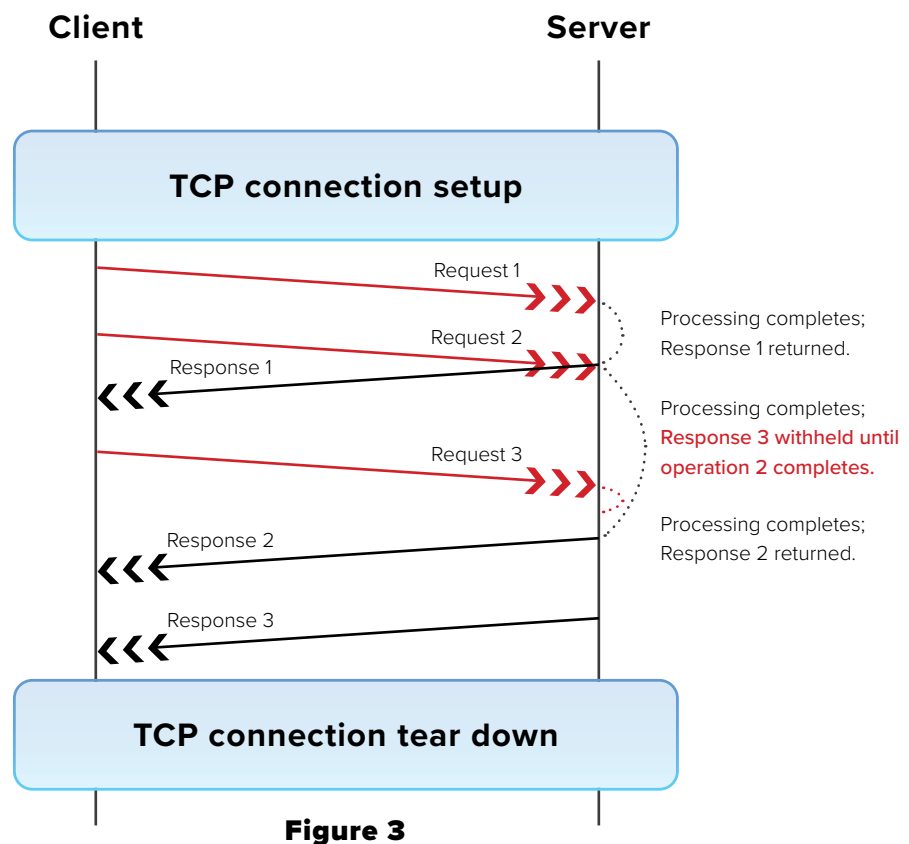 Client
Server
TCP connection setup
Request 1
Processing completes;
Response 1 returned.
Request 2
Response 1
Processing completes;
Response 3 withheld until
operation 2 completes.
Request 3
Processing completes;
Response 2 returned.
Response 2
Response 3
TCP connection tear down
Figure 3